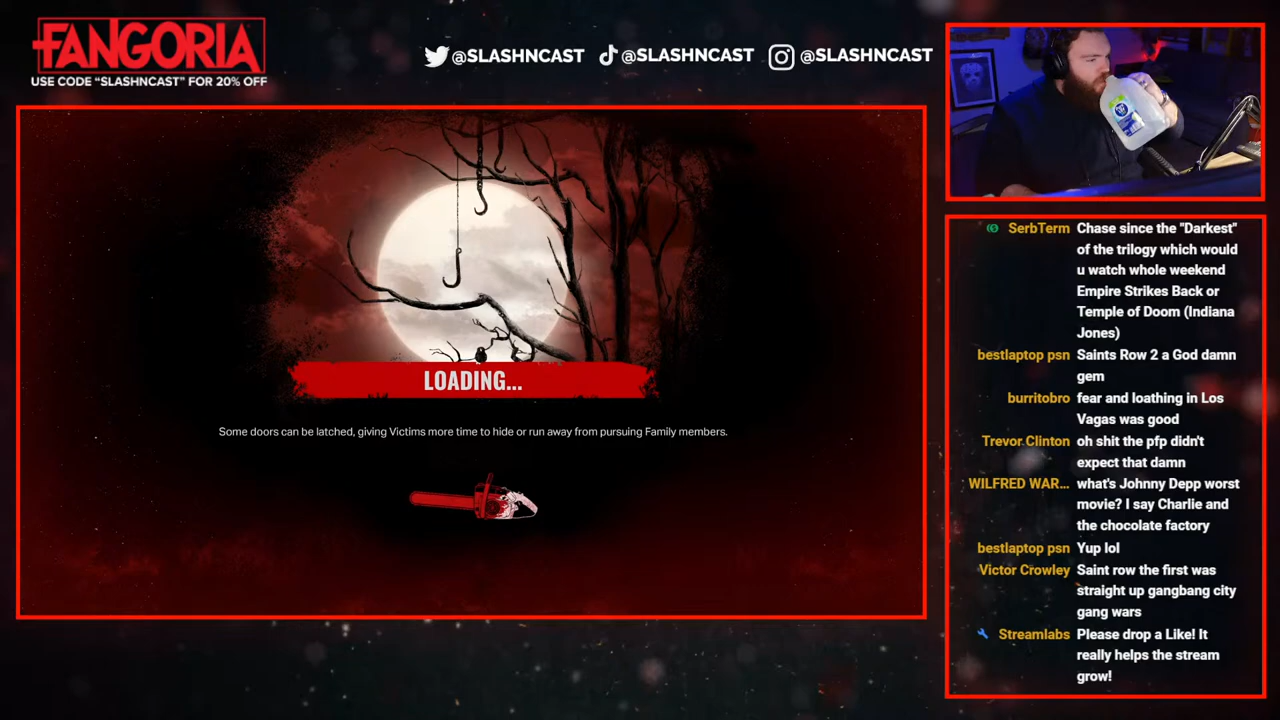 FANGORIA
USE CODE "SLASHNCAST" FOR 20% OFF
@SLASHNCAST @SLASHNCAST @SLASHNCAST
LOADING...
Some doors can be latched, giving Victims more time to hide or run away from pursuing Family members.
SerbTerm Chase since the "Darkest"
of the trilogy which would
u watch whole weekend
Empire Strikes Back or
Temple of Doom (Indiana
Jones)
bestlaptop psn Saints Row 2 a God damn
gem
burritobro fear and loathing in Los
Vagas was good
Trevor Clinton oh shit the pfp didn't
expect that damn
WILFRED WAR... what's Johnny Depp worst
movie? I say Charlie and
the chocolate factory
bestlaptop psn Yup lol
Victor Crowley Saint row the first was
straight up gangbang city
gang wars
Streamlabs Please drop a Like! It
really helps the stream
grow!